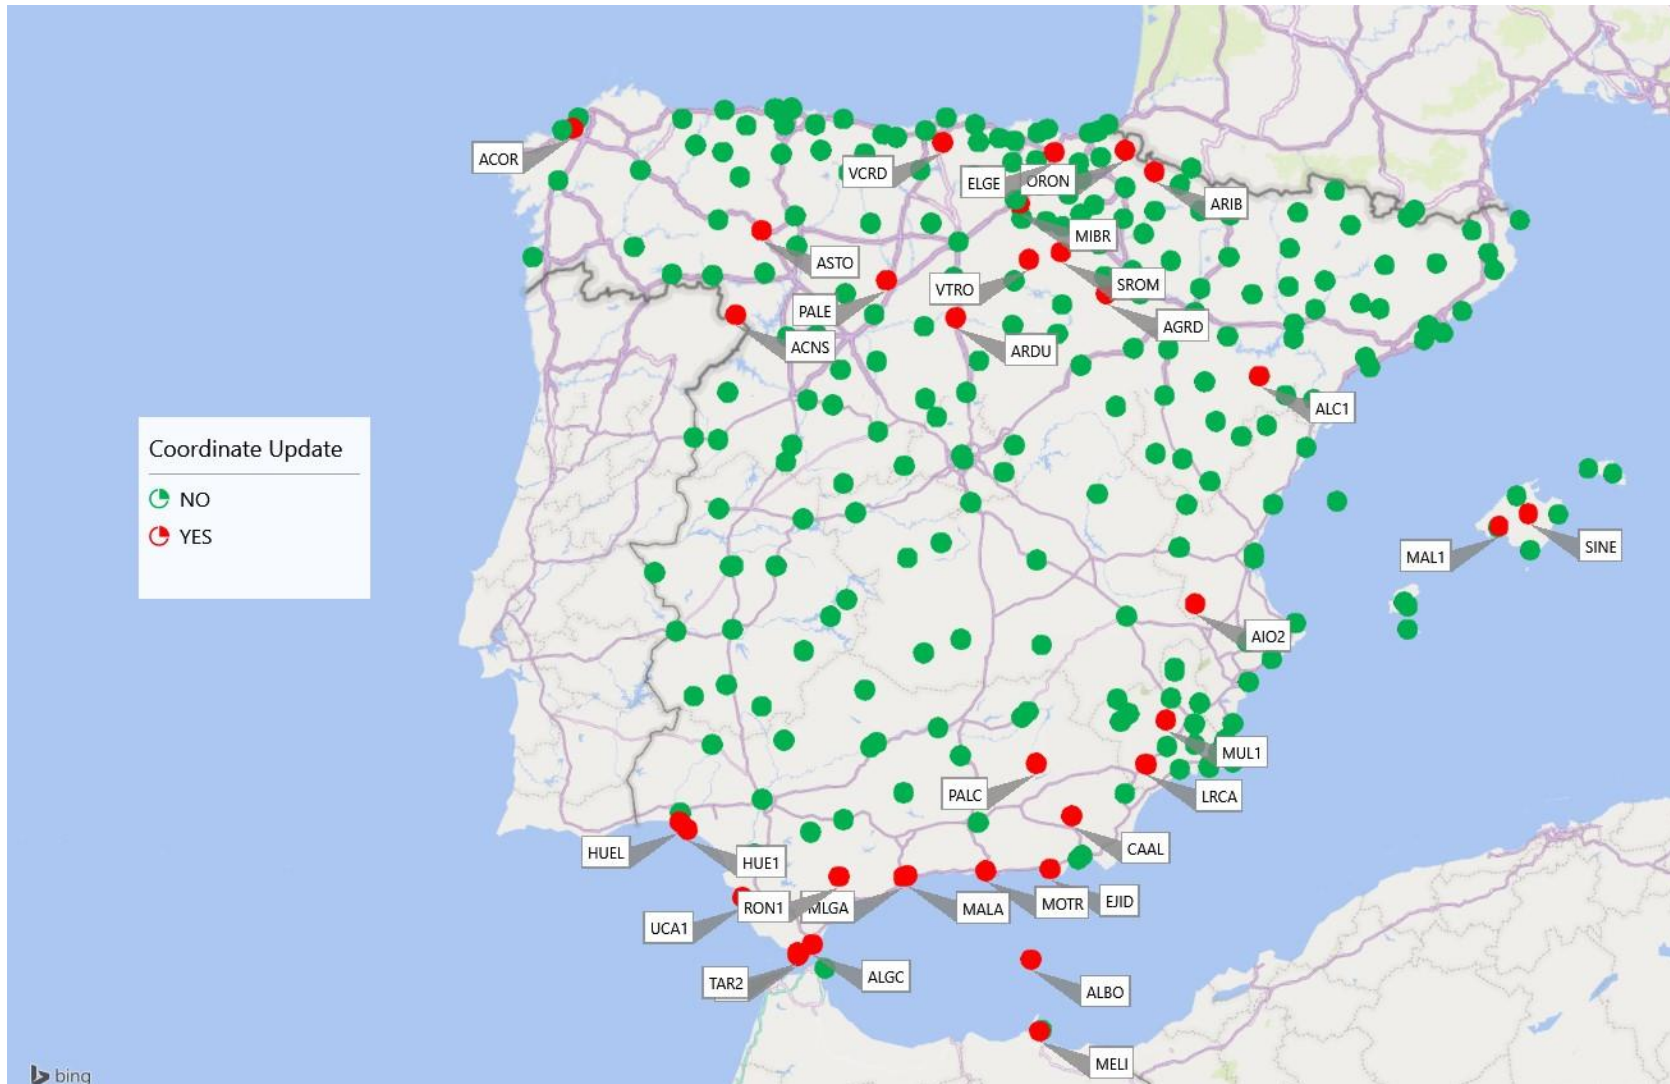 ACOR
VCRD
ELGE
ORON
ARIB
MIBR
ASTO
VTRO
SROM
PALE
AGRD
ACNS
ARDU
ALC1
Coordinate Update
NO
YES
MAL1
SINE
AIO2
MUL1
PALC
LRCA
HUEL
HUE1
CAAL
UCA1
RON1
MLGA
MALA
MOTR
EJID
TAR2
ALGC
ALBO
MELI
bing